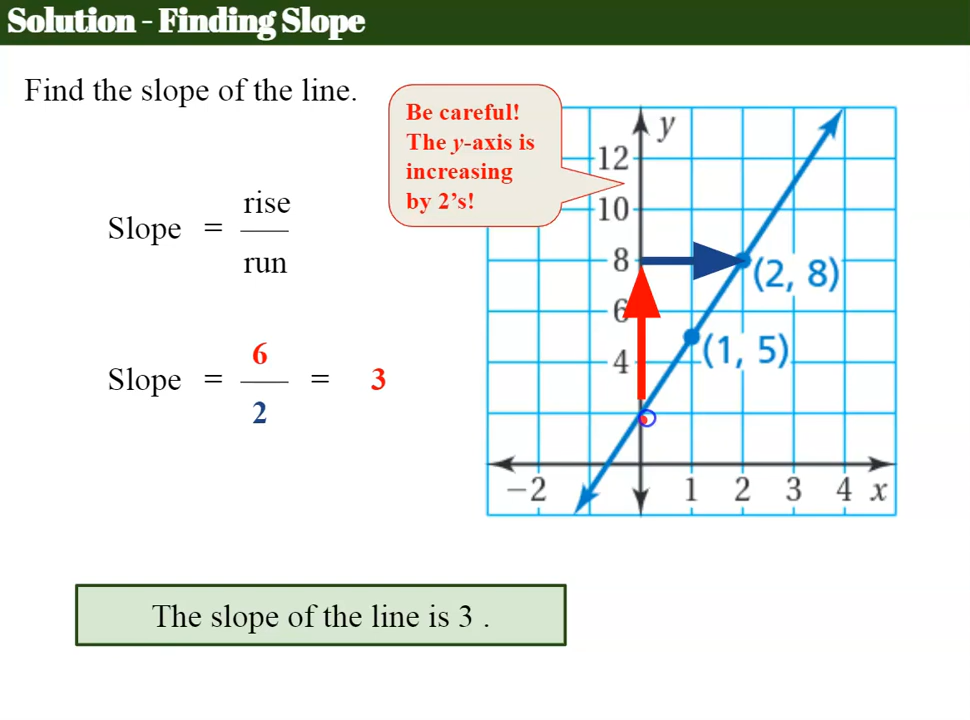 Solution - Finding Slope
Find the slope of the line.
Be careful!
The y-axis is
increasing
by 2's!
Slope = rise
run
Slope = 6
2
= 3
y
12
10
8
6
4
(2, 8)
(1, 5)
−2 1 2 3 4 x
The slope of the line is 3 .